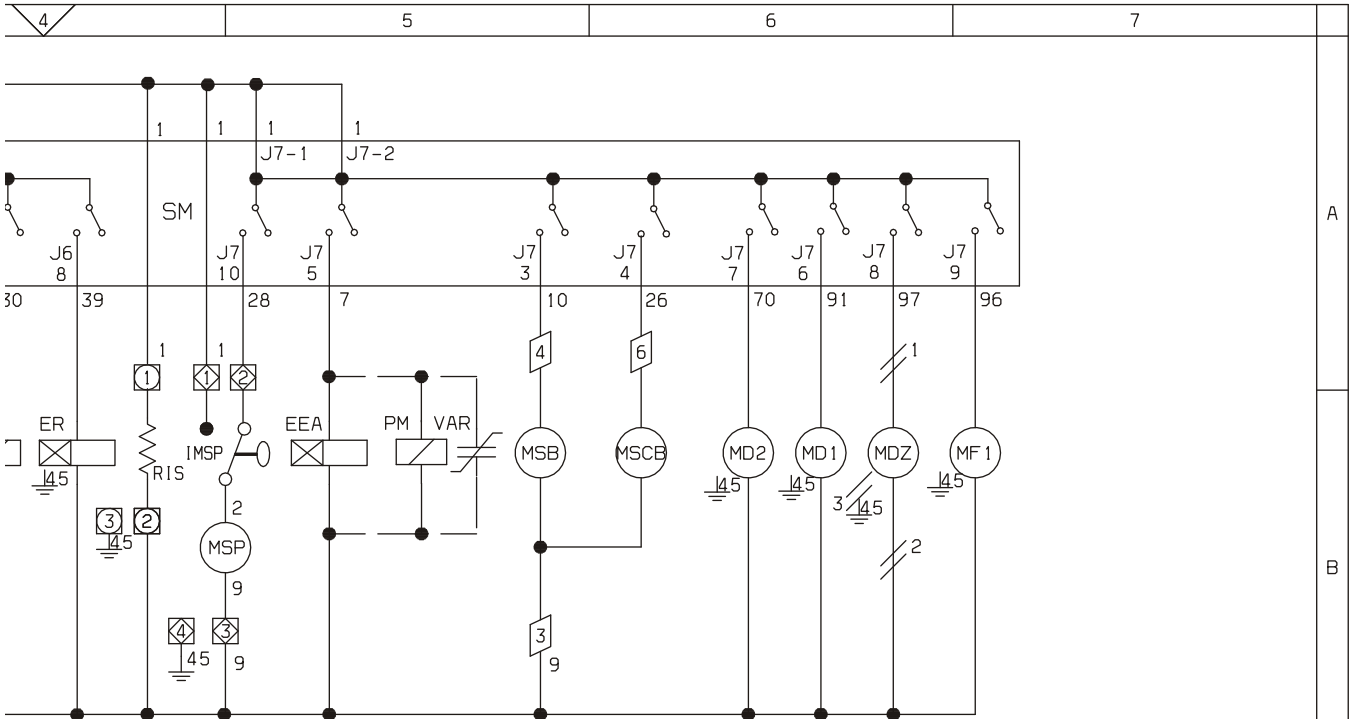 4 5 6 7
1 1 1 1
J7-1 J7-2
SM A
J6 J7 J7 J7 J7 J7 J7 J7 J7
8 10 5 3 4 7 6 8 9
30 39 28 7 10 26 70 91 97 96
1 1 4 6 1
1 1 2
ER EEA PM VAR
IMSP MSB MSCB MD2 MD1 MDZ MF1
45 RIS 45 45 3 45 45
2
3 2
45 MSP 2
B
9
4 3 3
45 9 9